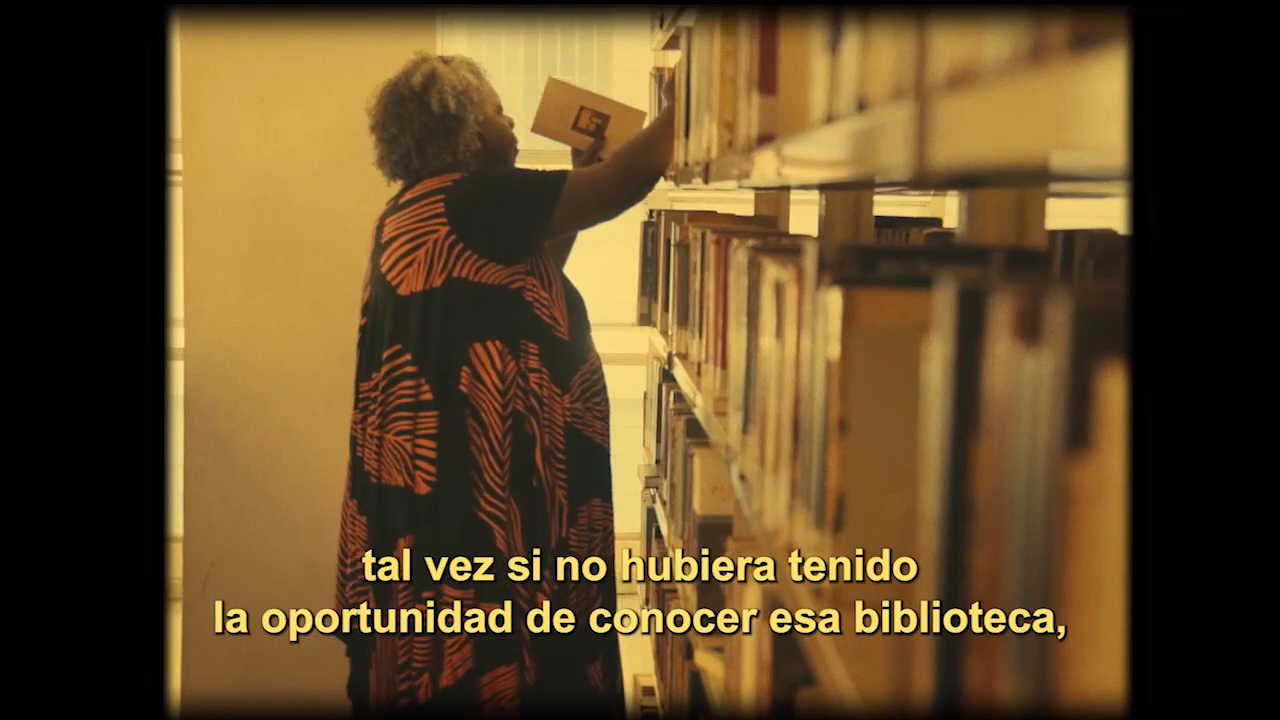 tal vez si no hubiera tenido
la oportunidad de conocer esa biblioteca,